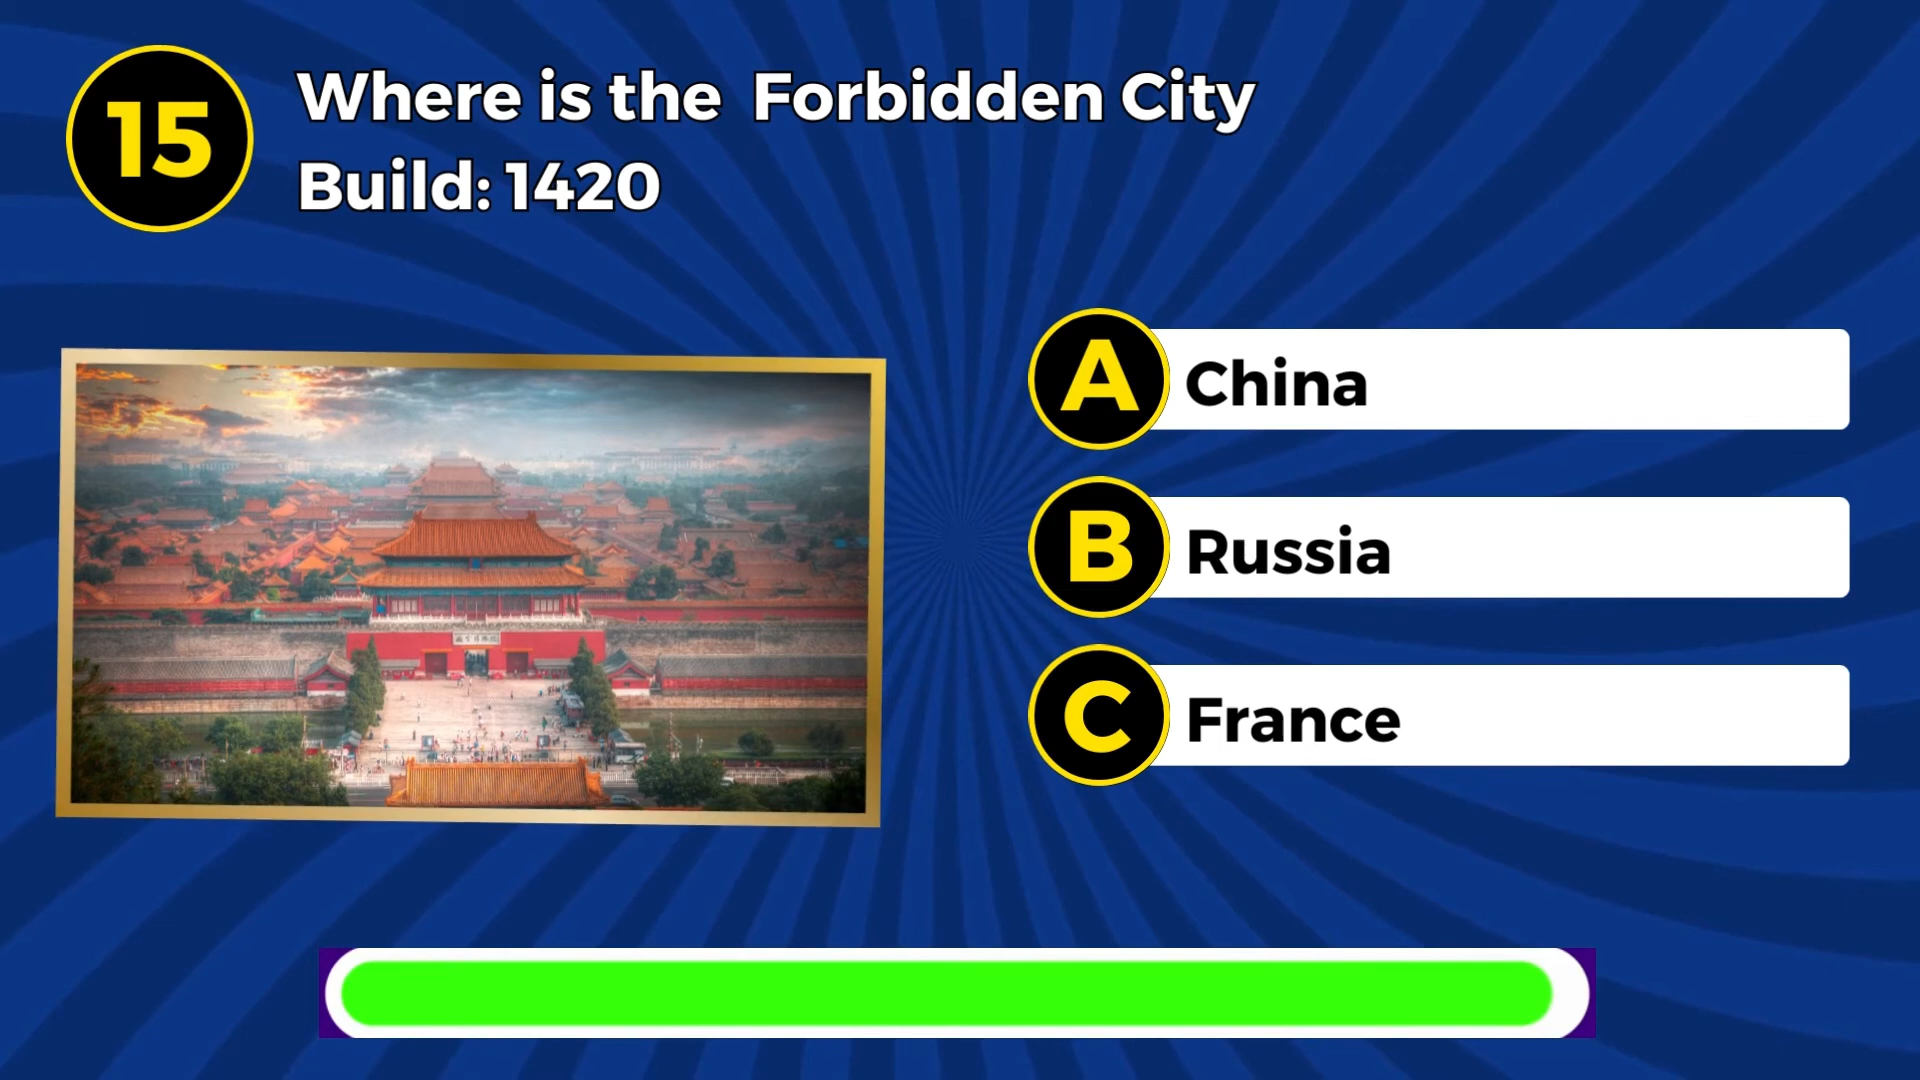 15
Where is the Forbidden City
Build: 1420
A China
B Russia
C France